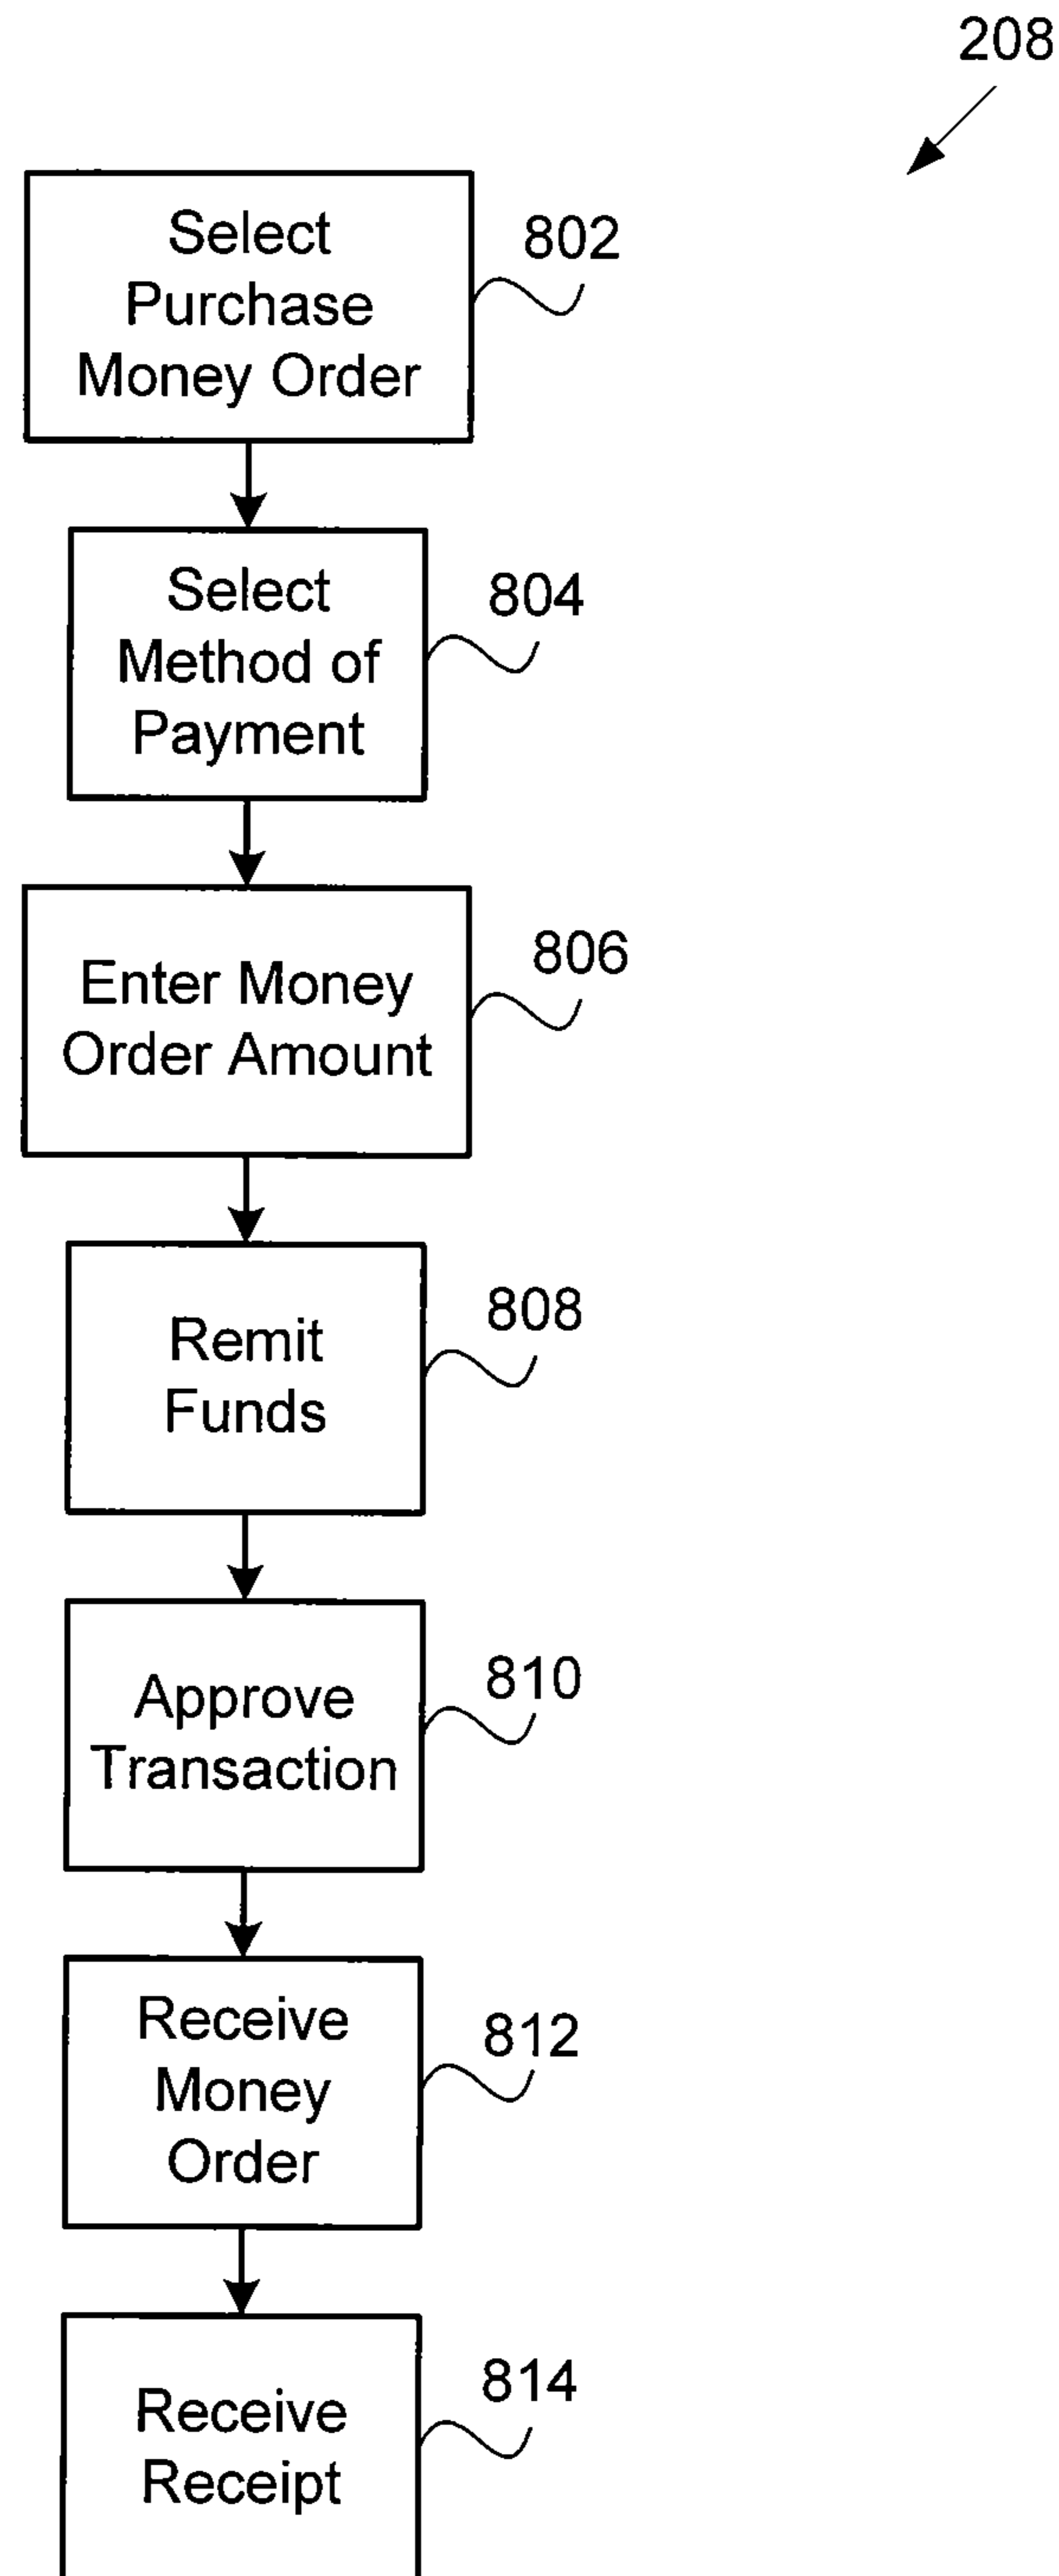 208
Select
Purchase
Money Order
802
Select
Method of
Payment
804
Enter Money
Order Amount
806
Remit
Funds
808
Approve
Transaction
810
Receive
Money
Order
812
Receive
Receipt
814